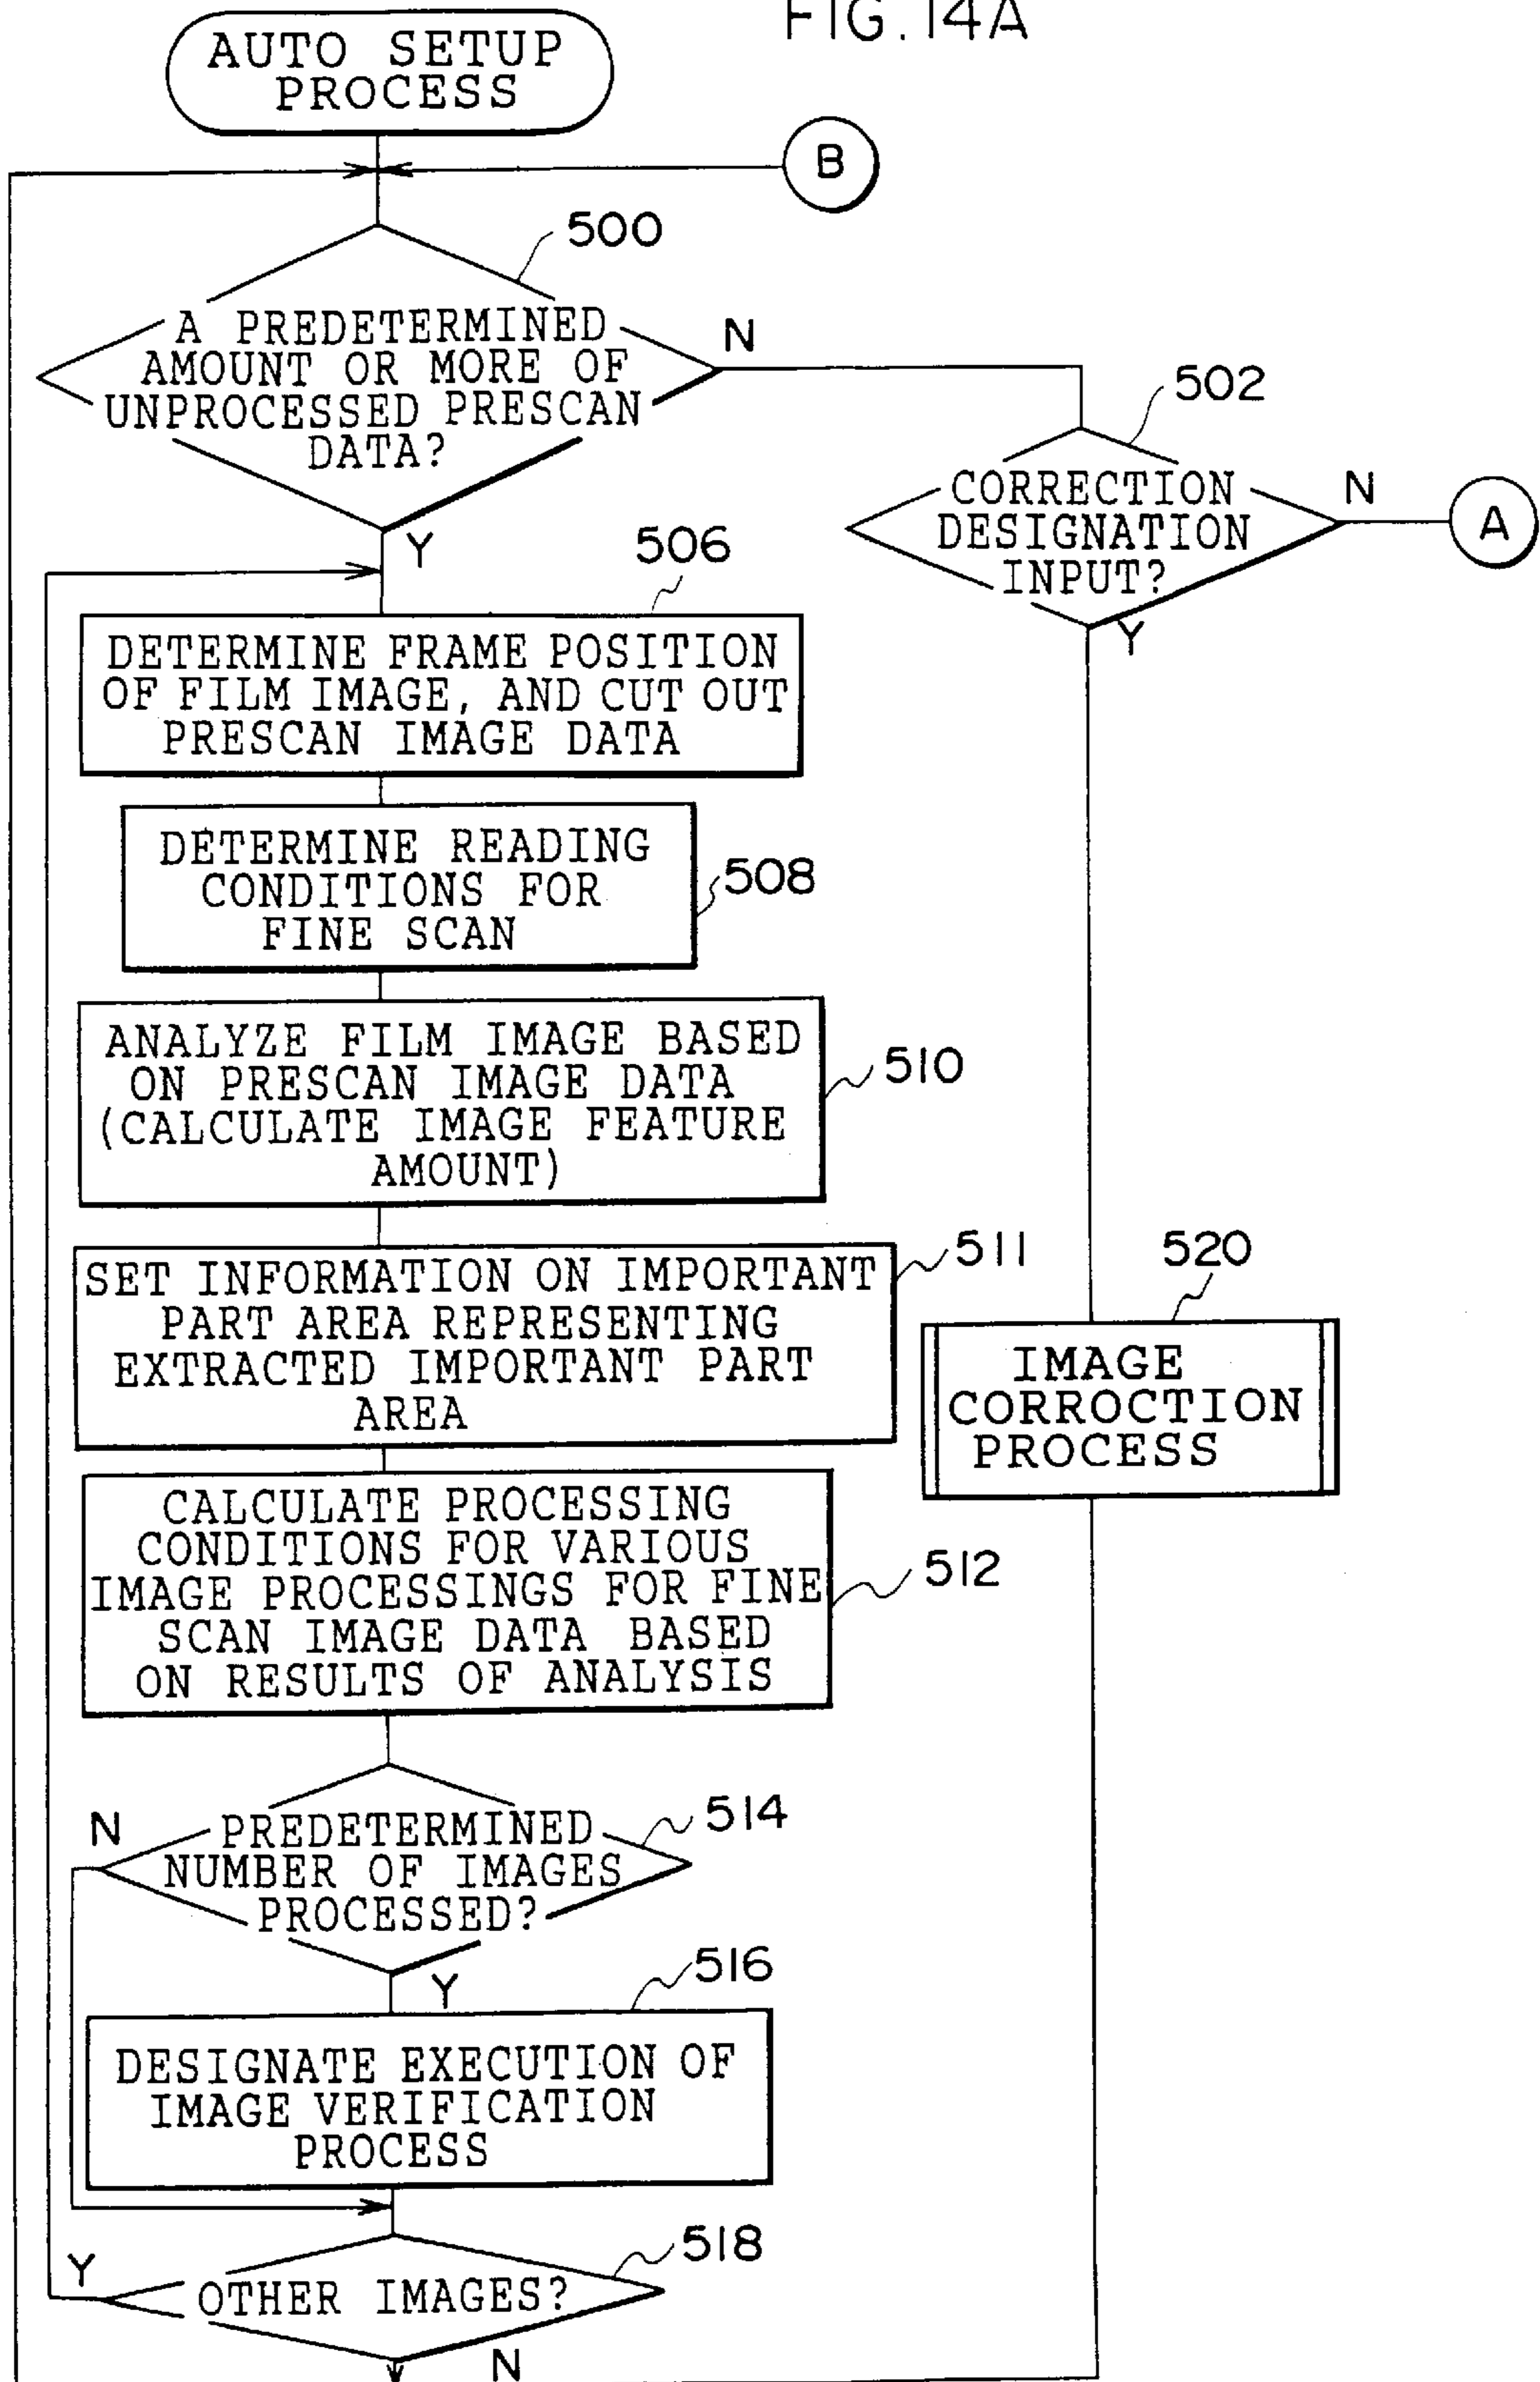 FIG. 14A
AUTO SETUP
PROCESS
B
500
A PREDETERMINED
AMOUNT OR MORE OF
UNPROCESSED PRESCAN
DATA?
N
Y
502
CORRECTION
DESIGNATION
INPUT?
N
A
Y
506
DETERMINE FRAME POSITION
OF FILM IMAGE, AND CUT OUT
PRESCAN IMAGE DATA
DETERMINE READING
CONDITIONS FOR
FINE SCAN
508
ANALYZE FILM IMAGE BASED
ON PRESCAN IMAGE DATA
(CALCULATE IMAGE FEATURE
AMOUNT)
510
SET INFORMATION ON IMPORTANT
PART AREA REPRESENTING
EXTRACTED IMPORTANT PART
AREA
511
520
IMAGE
CORROCTION
PROCESS
CALCULATE PROCESSING
CONDITIONS FOR VARIOUS
IMAGE PROCESSINGS FOR FINE
SCAN IMAGE DATA BASED
ON RESULTS OF ANALYSIS
512
N
PREDETERMINED
NUMBER OF IMAGES
PROCESSED?
514
Y
516
DESIGNATE EXECUTION OF
IMAGE VERIFICATION
PROCESS
Y
OTHER IMAGES?
518
N